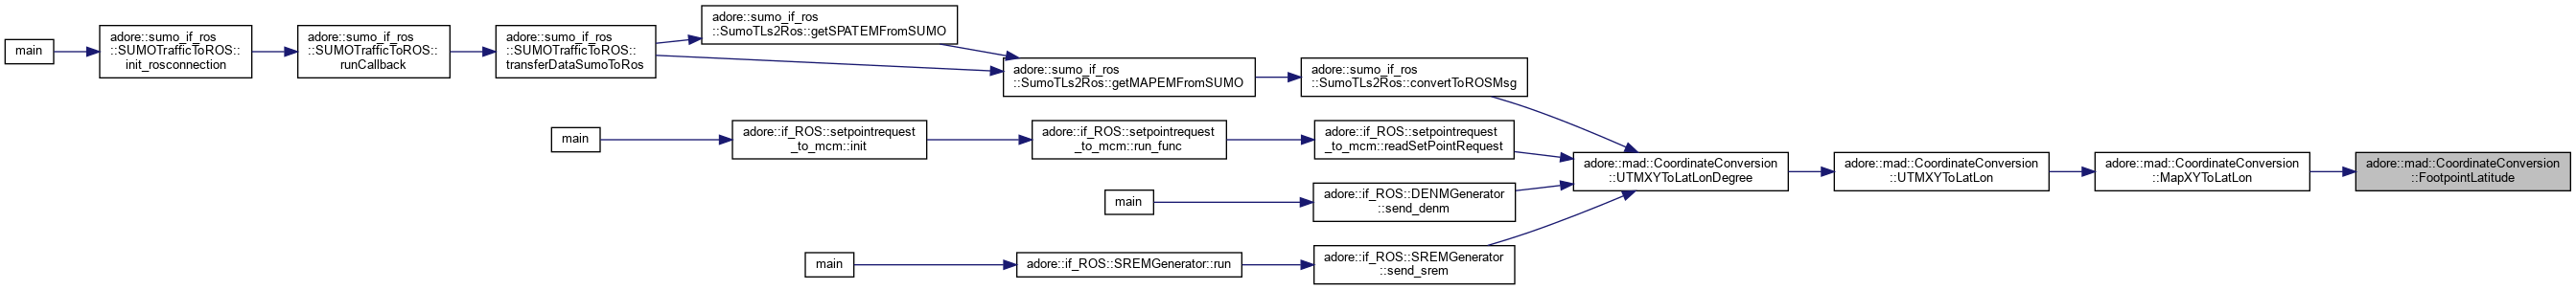 main
adore::sumo_if_ros
::SUMOTrafficToROS::
init_rosconnection
adore::sumo_if_ros
::SUMOTrafficToROS::
runCallback
adore::sumo_if_ros
::SUMOTrafficToROS::
transferDataSumoToRos
adore::sumo_if_ros
::SumoTLs2Ros::getSPATEMFromSUMO
adore::sumo_if_ros
::SumoTLs2Ros::getMAPEMFromSUMO
adore::sumo_if_ros
::SumoTLs2Ros::convertToROSMsg
main
adore::if_ROS::setpointrequest
_to_mcm::init
adore::if_ROS::setpointrequest
_to_mcm::run_func
adore::if_ROS::setpointrequest
_to_mcm::readSetPointRequest
adore::mad::CoordinateConversion
::UTMXYToLatLonDegree
adore::mad::CoordinateConversion
::UTMXYToLatLon
adore::mad::CoordinateConversion
::MapXYToLatLon
adore::mad::CoordinateConversion
::FootpointLatitude
main
adore::if_ROS::DENMGenerator
::send_denm
main
adore::if_ROS::SREMGenerator::run
adore::if_ROS::SREMGenerator
::send_srem